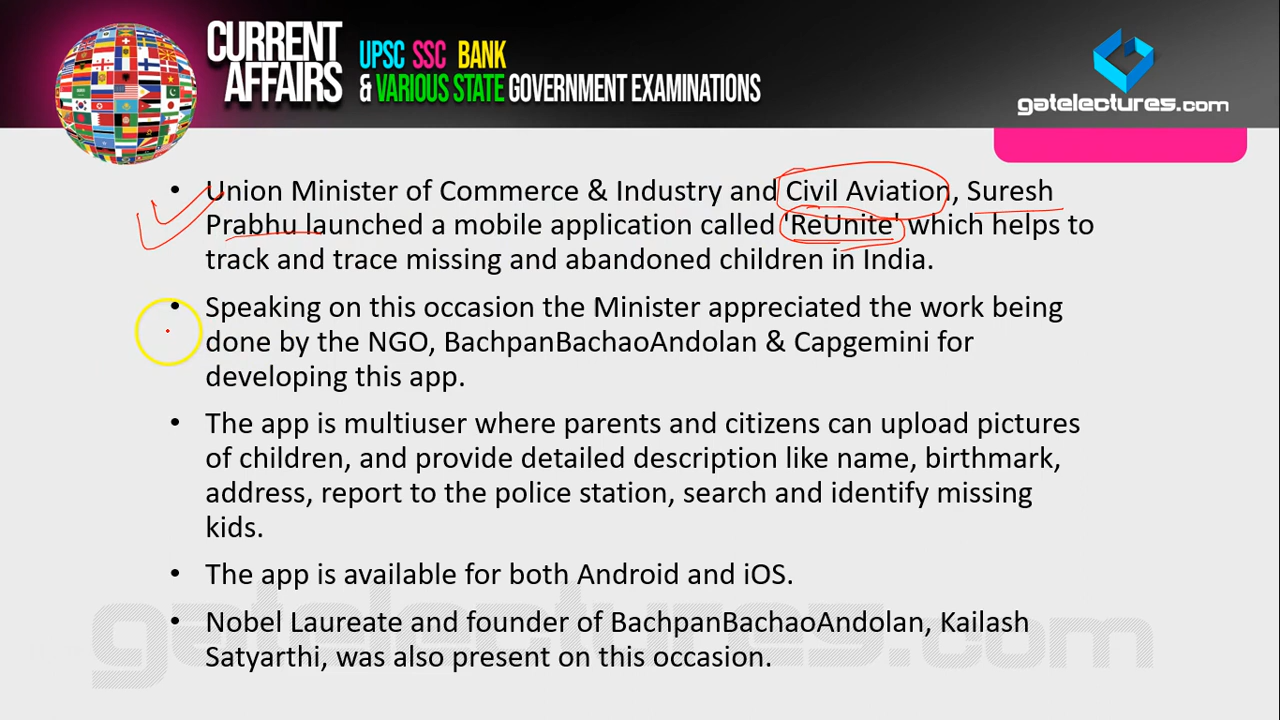 CURRENT
AFFAIRS
UPSC SSC BANK
& VARIOUS STATE GOVERNMENT EXAMINATIONS
gatelectures.com
• Union Minister of Commerce & Industry and Civil Aviation, Suresh
Prabhu launched a mobile application called 'ReUnite' which helps to
track and trace missing and abandoned children in India.
• Speaking on this occasion the Minister appreciated the work being
done by the NGO, BachpanBachaoAndolan & Capgemini for
developing this app.
• The app is multiuser where parents and citizens can upload pictures
of children, and provide detailed description like name, birthmark,
address, report to the police station, search and identify missing
kids.
• The app is available for both Android and iOS.
• Nobel Laureate and founder of BachpanBachaoAndolan, Kailash
Satyarthi, was also present on this occasion.
gatelectures.com